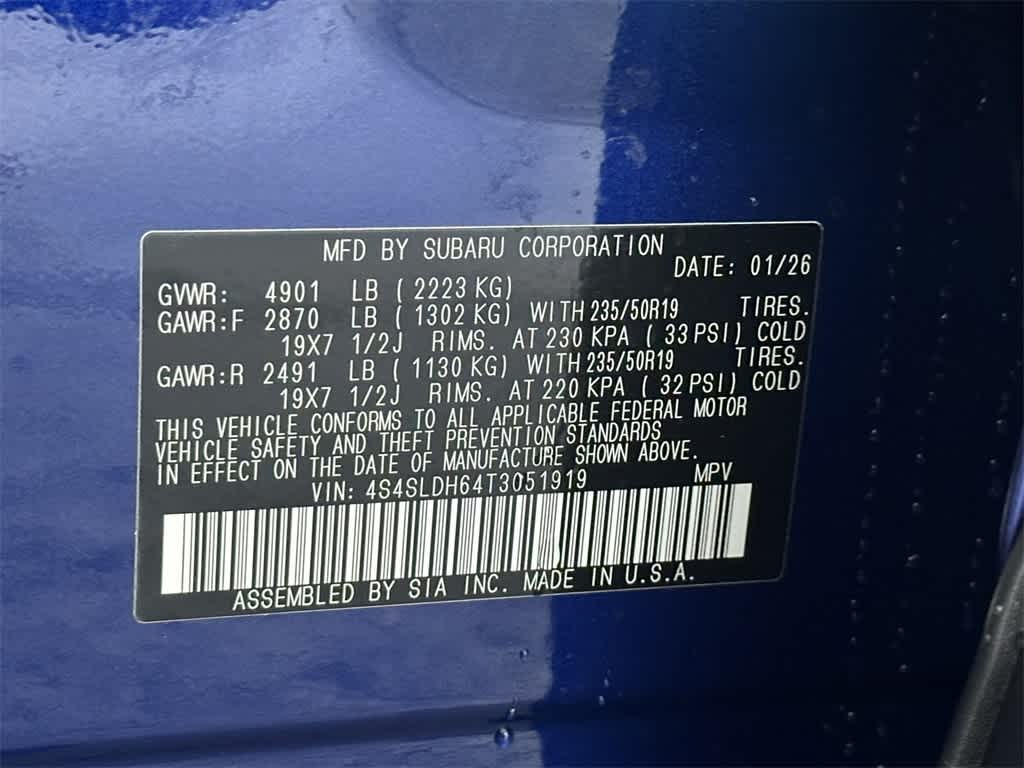 MFD BY SUBARU CORPORATION
DATE: 01/26
GVWR: 4901 LB ( 2223 KG)
GAWR:F 2870 LB ( 1302 KG) WITH 235/50R19 TIRES.
19X7 1/2J RIMS. AT 230 KPA ( 33 PSI) COLD
GAWR:R 2491 LB ( 1130 KG) WITH 235/50R19 TIRES.
19X7 1/2J RIMS. AT 220 KPA ( 32 PSI) COLD
THIS VEHICLE CONFORMS TO ALL APPLICABLE FEDERAL MOTOR
VEHICLE SAFETY AND THEFT PREVENTION STANDARDS
IN EFFECT ON THE DATE OF MANUFACTURE SHOWN ABOVE.
VIN: 4S4SLDH64T3051919 MPV
ASSEMBLED BY SIA INC. MADE IN U.S.A.